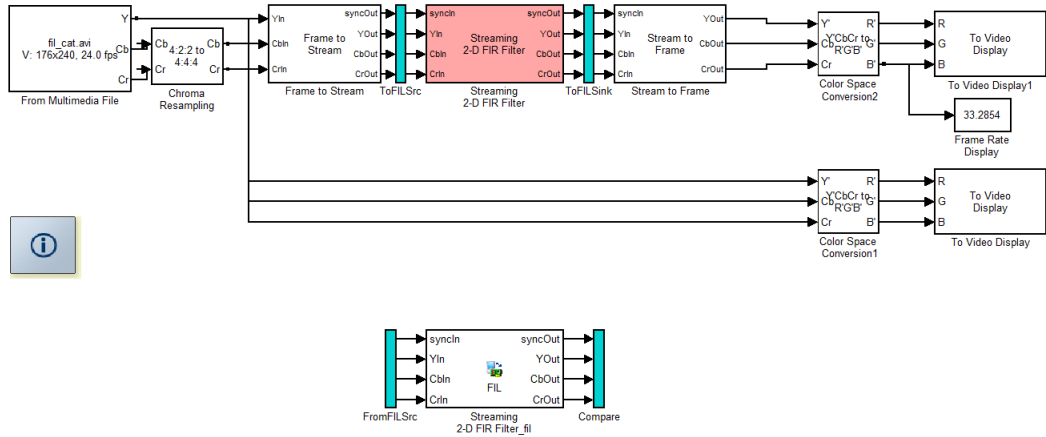 fil_cat.avi
V: 176x240, 24.0 fps
Y
Cb
Cr
From Multimedia File
Cb
Cr
4:2:2 to
4:4:4
Cb
Cr
Chroma
Resampling
YIn
CbIn
CrIn
Frame to
Stream
syncOut
YOut
CbOut
CrOut
Frame to Stream
ToFILSrc
syncIn
YIn
CbIn
CrIn
Streaming
2-D FIR Filter
syncOut
YOut
CbOut
CrOut
Streaming
2-D FIR Filter
ToFILSink
syncIn
YIn
CbIn
CrIn
Stream to
Frame
YOut
CbOut
CrOut
Stream to Frame
Y'
Cb
Cr
Y'CbCr to
R'G'B'
R'
G'
B'
Color Space
Conversion2
R
G
B
To Video
Display
To Video Display1
33.2854
Frame Rate
Display
Y'
Cb
Cr
Y'CbCr to
R'G'B'
R'
G'
B'
Color Space
Conversion1
R
G
B
To Video
Display
To Video Display
FromFILSrc
syncIn
YIn
CbIn
CrIn
FIL
syncOut
YOut
CbOut
CrOut
Streaming
2-D FIR Filter_fil
Compare